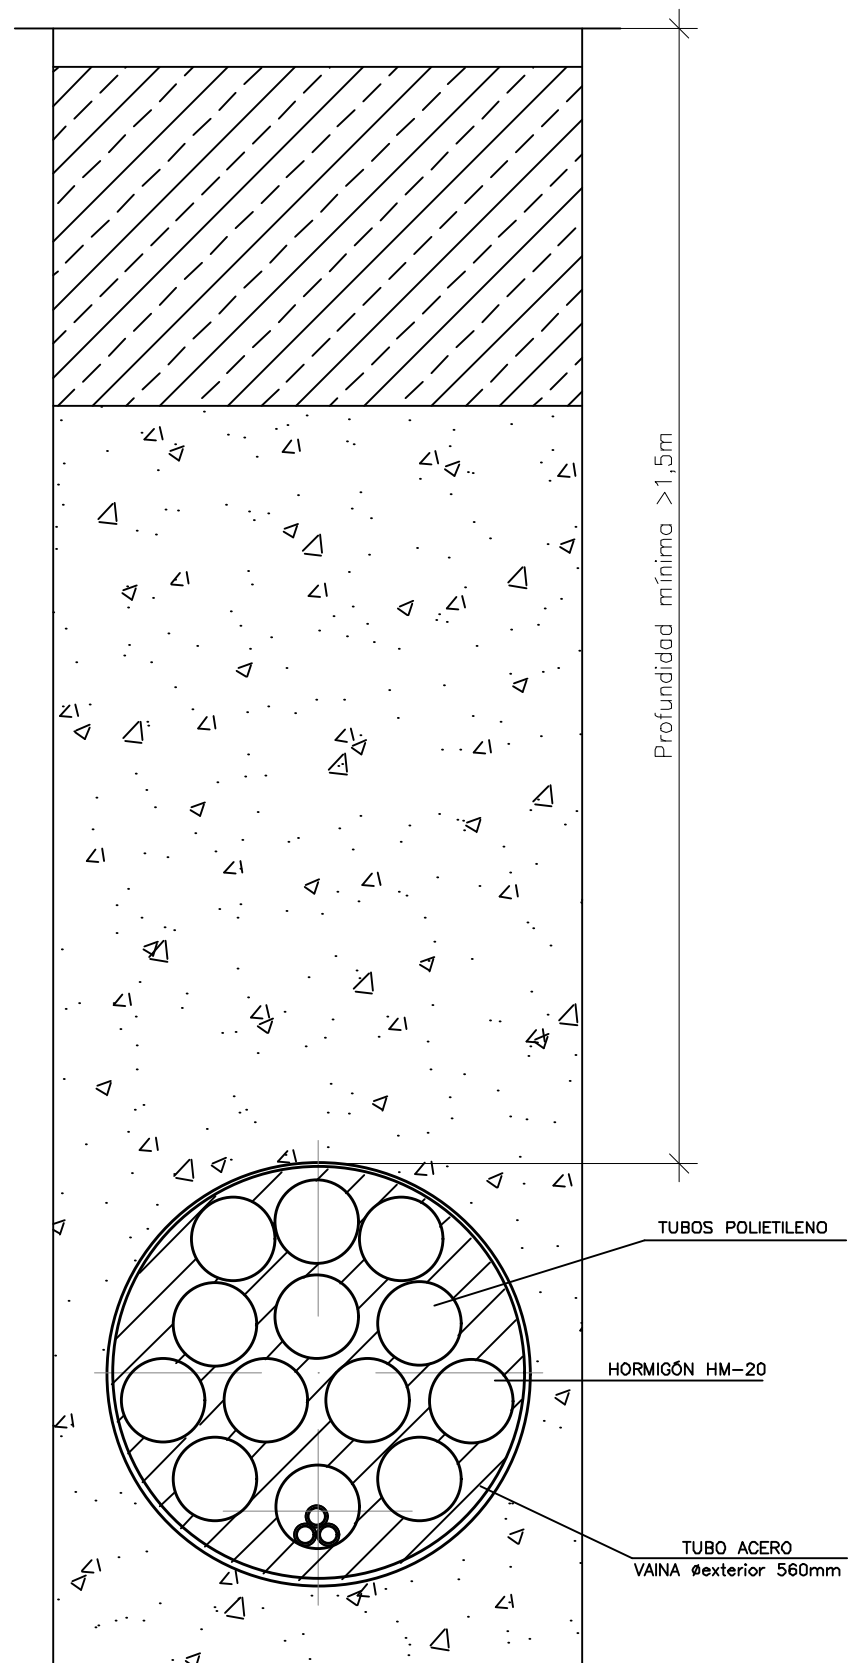 Profundidad mínima >1,5m
TUBOS POLIETILENO
HORMIGÓN HM-20
TUBO ACERO
VAINA øexterior 560mm